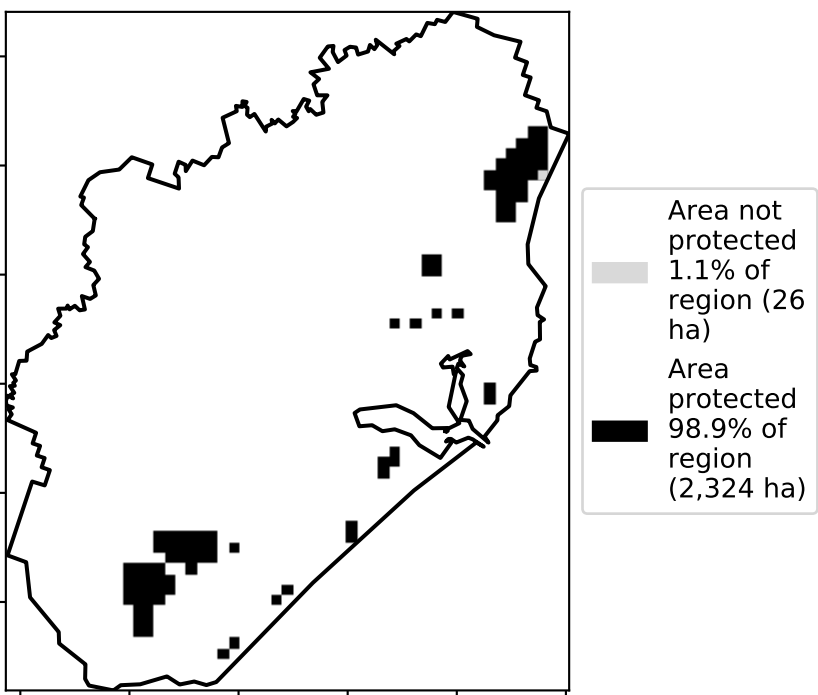 Area not
protected
1.1% of
region (26
ha)
Area
protected
98.9% of
region
(2,324 ha)